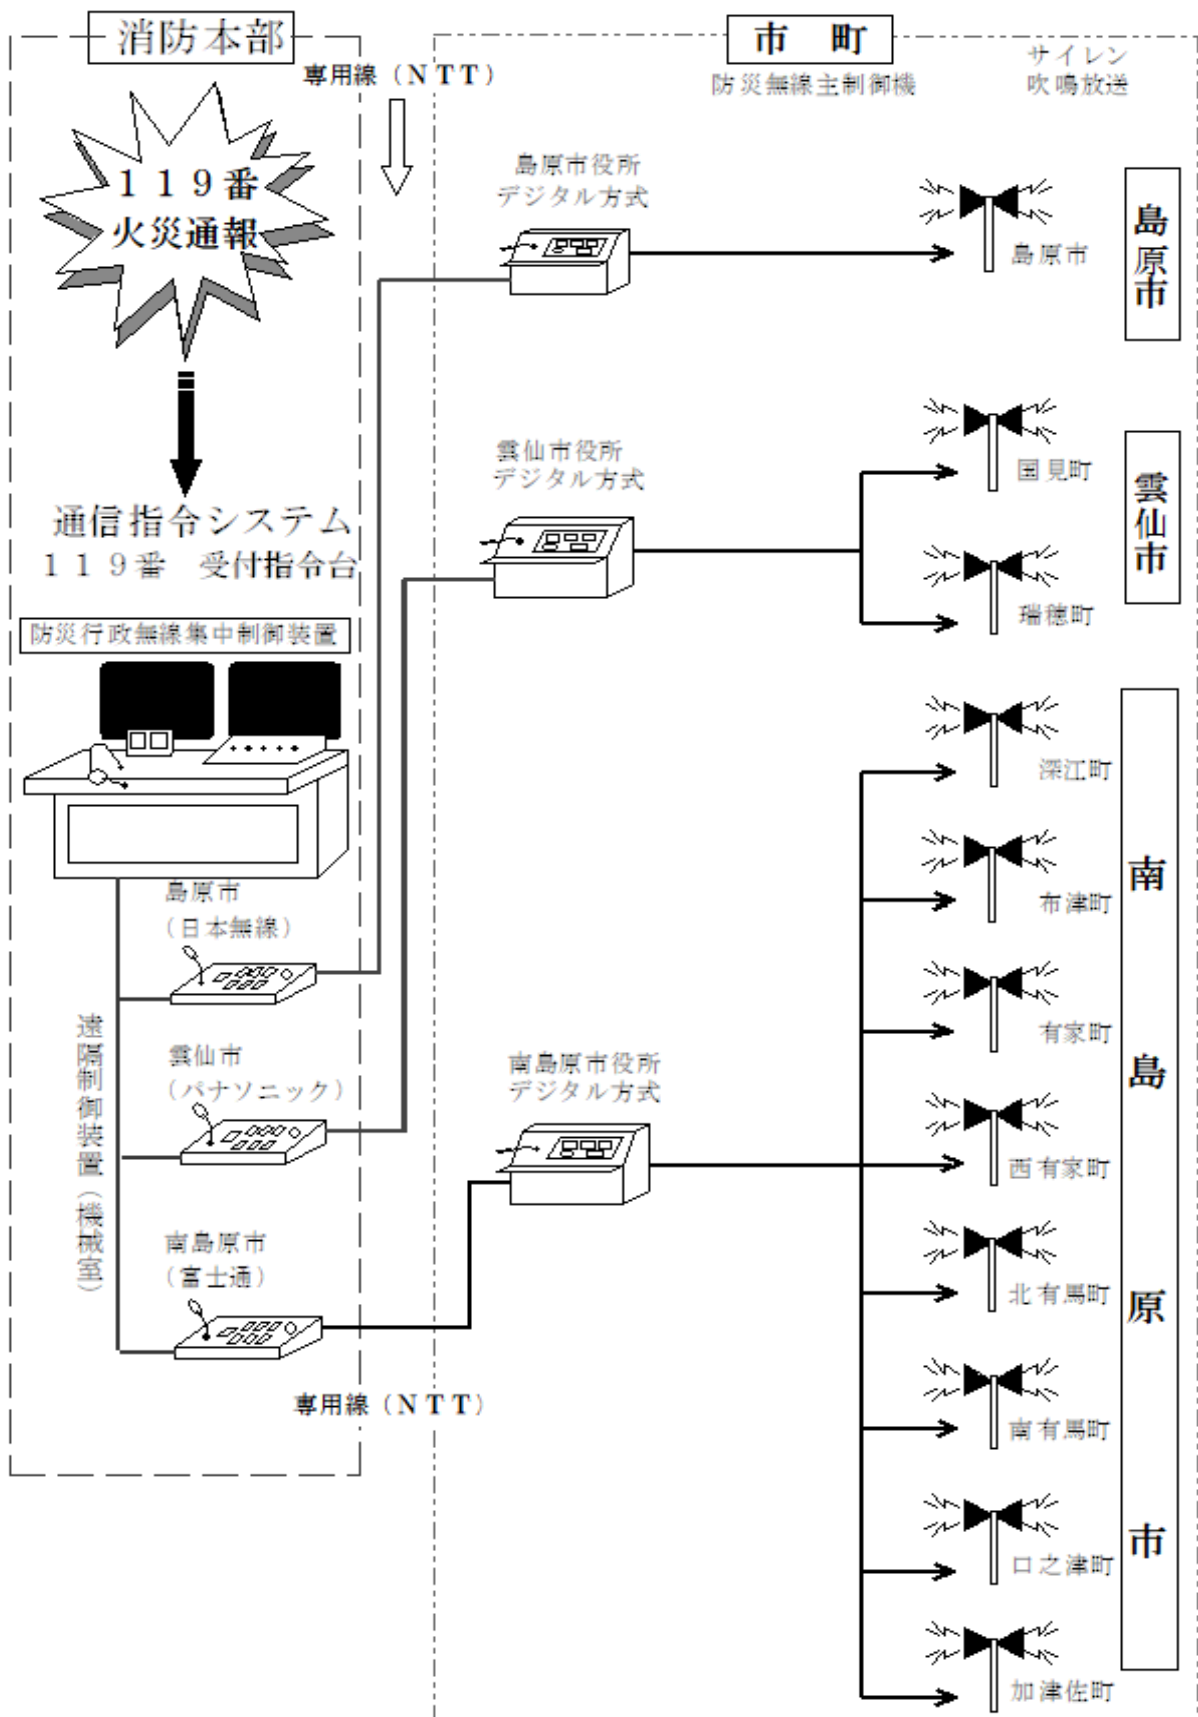 消防本部
専用線（ＮＴＴ）
１１９番
火災通報
通信指令システム
１１９番　受付指令台
防災行政無線集中制御装置
島原市
（日本無線）
雲仙市
（パナソニック）
南島原市
（富士通）
遠隔制御装置（機械室）
専用線（ＮＴＴ）
市　町
防災無線主制御機
サイレン
吹鳴放送
島原市役所
デジタル方式
島原市
島原市
雲仙市役所
デジタル方式
国見町
瑞穂町
雲仙市
南島原市役所
デジタル方式
深江町
布津町
有家町
西有家町
北有馬町
南有馬町
口之津町
加津佐町
南島原市